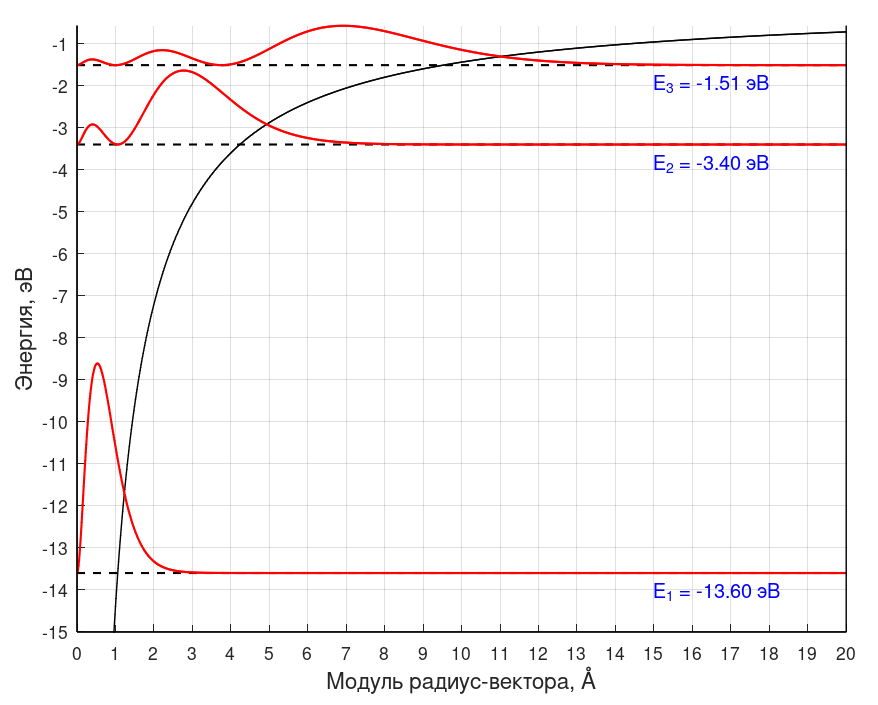 -1
E₃ = -1.51 эВ
-2
-3
E₂ = -3.40 эВ
-4
-5
-6
-7
-8
-9
-10
-11
-12
-13
E₁ = -13.60 эВ
-14
-15
Энергия, эВ
0 1 2 3 4 5 6 7 8 9 10 11 12 13 14 15 16 17 18 19 20
Модуль радиус-вектора, Å